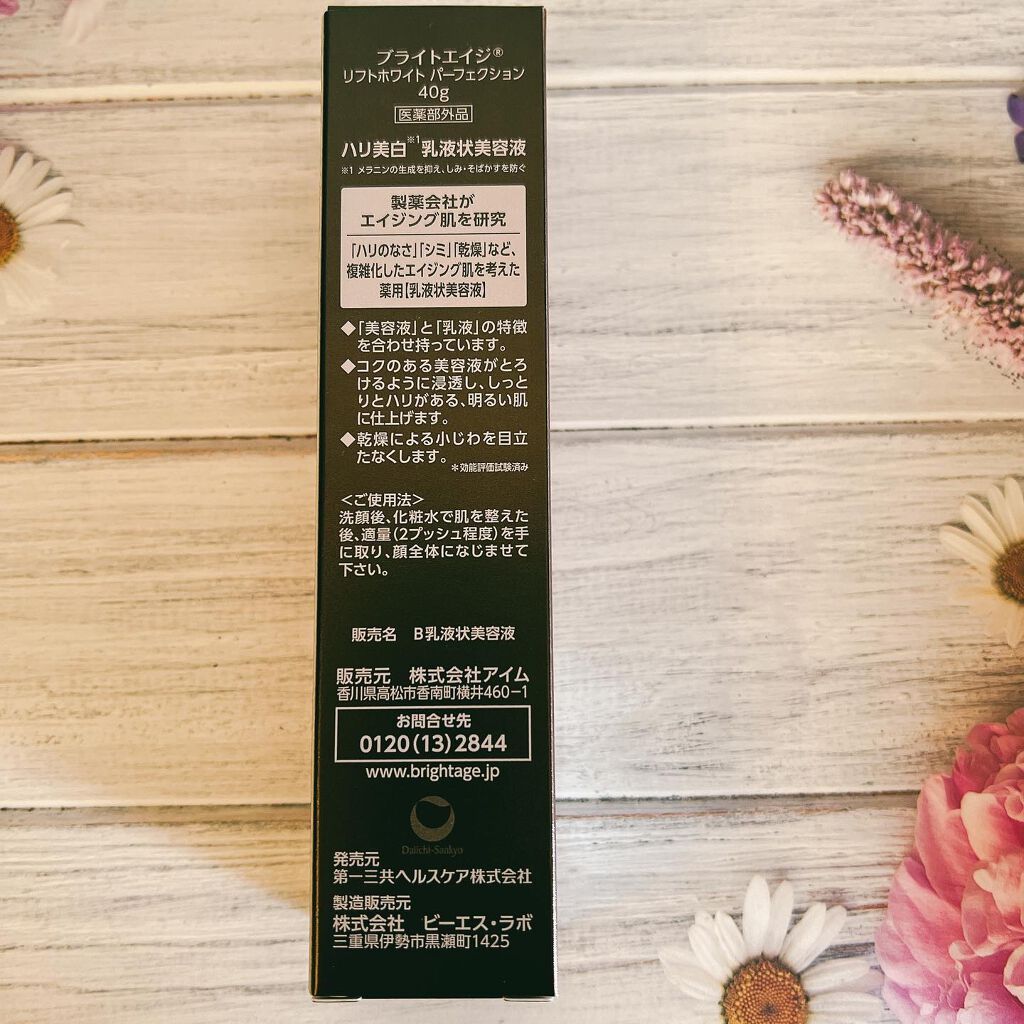 ブライトエイジ®
リフトホワイト パーフェクション
40g
医薬部外品
ハリ美白※1乳液状美容液
※1 メラニンの生成を抑え、しみ・そばかすを防ぐ
製薬会社が
エイジング肌を研究
「ハリのなさ」「シミ」「乾燥」など、
複雑化したエイジング肌を考えた
薬用【乳液状美容液】
◆「美容液」と「乳液」の特徴
を合わせ持っています。
◆コクのある美容液がとろ
けるように浸透し、しっと
りとハリがある、明るい肌
に仕上げます。
◆乾燥による小じわを目立
たなくします。
＊効能評価試験済み
＜ご使用法＞
洗顔後、化粧水で肌を整えた
後、適量（2プッシュ程度）を手
に取り、顔全体になじませて
下さい。
販売名 B乳液状美容液
販売元 株式会社アイム
香川県高松市香南町横井460－1
お問合せ先
0120（13）2844
www.brightage.jp
Daiichi-Sankyo
発売元
第一三共ヘルスケア株式会社
製造販売元
株式会社 ビーエス・ラボ
三重県伊勢市黒瀬町1425